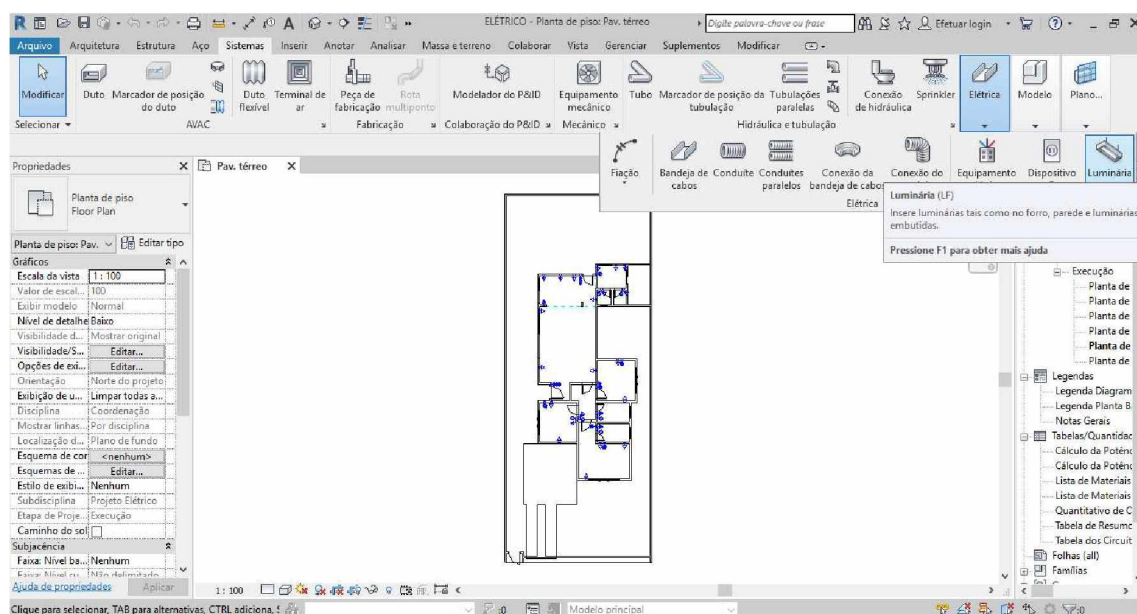 ELÉTRICO - Planta de piso: Pav. térreo
Digite palavra-chave ou frase
Efetuar login
Arquivo Arquitetura Estrutura Aço Sistemas Inserir Anotar Analisar Massa e terreno Colaborar Vista Gerenciar Suplementos Modificar
Modificar
Duto
Marcador de posição do duto
Duto flexível
Terminal de ar
Peça de fabricação
Rota multiponto
Modelador do P&ID
Equipamento mecânico
Tubo
Marcador de posição da tubulação
Tubulações paralelas
Conexão de hidráulica
Sprinkler
Elétrica
Modelo
Plano...
Selecionar
AVAC
Fabricação
Colaboração do P&ID
Mecânico
Hidráulica e tubulação
Fiação
Bandeja de cabos
Conduite
Conduites paralelos
Conexão da bandeja de cabos
Conexão do
Equipamento
Dispositivo
Luminária
Elétrica
Luminária (LF)
Insere luminárias tais como no forro, parede e luminárias
embutidas.
Pressione F1 para obter mais ajuda
Propriedades
Pav. térreo
Planta de piso
Floor Plan
Planta de piso: Pav.
Editar tipo
Gráficos
Escala da vista 1 : 100
Valor de escal... 100
Exibir modelo Normal
Nível de detalhe Baixo
Visibilidade d... Mostrar original
Visibilidade/S... Editar...
Opções de exi... Editar...
Orientação Norte do projeto
Exibição de u... Limpar todas a...
Disciplina Coordenação
Mostrar linhas... Por disciplina
Localização d... Plano de fundo
Esquema de cor <nenhum>
Esquemas de ... Editar...
Estilo de exibi... Nenhum
Subdisciplina Projeto Elétrico
Etapa de Proje... Execução
Caminho do sol
Subjacência
Faixa: Nível ba... Nenhum
Ajuda de propriedades
Aplicar
1 : 100
Execução
Planta de
Planta de
Planta de
Planta de
Planta de
Planta de
Legendas
Legenda Diagram
Legenda Planta B
Notas Gerais
Tabelas/Quantidac
Cálculo da Potênc
Cálculo da Potênc
Lista de Materiais
Lista de Materiais
Quantitativo de C
Tabela de Resumc
Tabela dos Circuit
Folhas (all)
Famílias
Clique para selecionar, TAB para alternativas, CTRL adiciona, S
:0
Modelo principal
:0